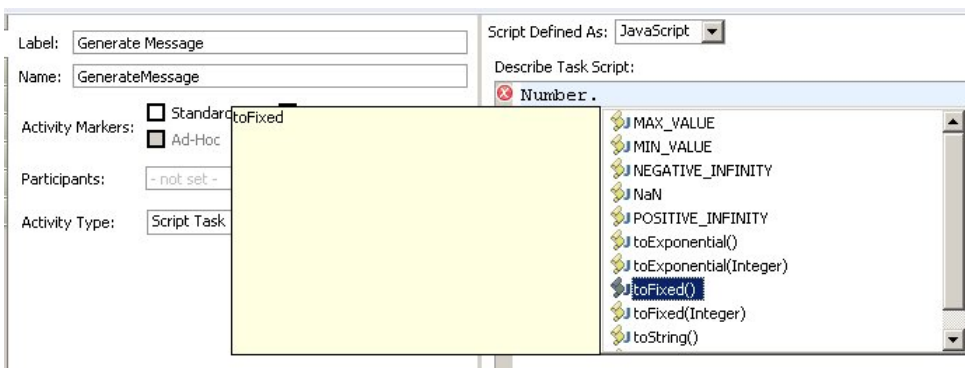 Label: Generate Message
Name: GenerateMessage
Activity Markers: Standard
Ad-Hoc
Participants: - not set -
Activity Type: Script Task
Script Defined As: JavaScript
Describe Task Script:
Number.
toFixed
MAX_VALUE
MIN_VALUE
NEGATIVE_INFINITY
NaN
POSITIVE_INFINITY
toExponential()
toExponential(Integer)
toFixed()
toFixed(Integer)
toString()